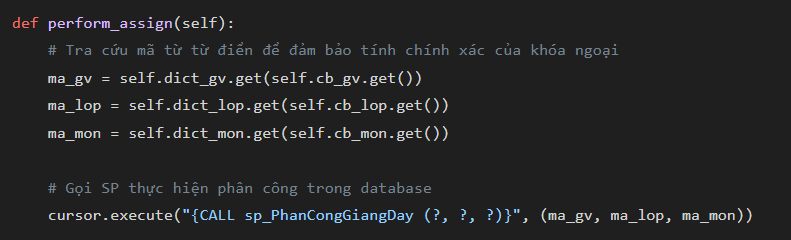 def perform_assign(self):
    # Tra cứu mã từ từ điển để đảm bảo tính chính xác của khóa ngoại
    ma_gv = self.dict_gv.get(self.cb_gv.get())
    ma_lop = self.dict_lop.get(self.cb_lop.get())
    ma_mon = self.dict_mon.get(self.cb_mon.get())

    # Gọi SP thực hiện phân công trong database
    cursor.execute("{CALL sp_PhanCongGiangDay (?, ?, ?)}", (ma_gv, ma_lop, ma_mon))